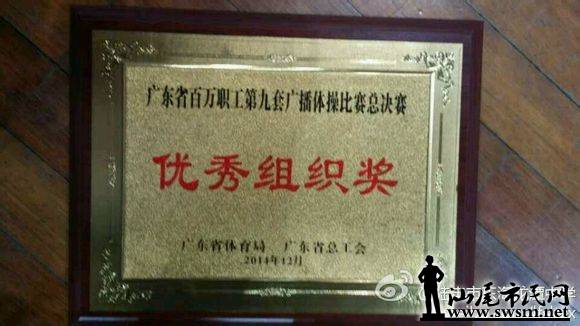 广东省百万职工第九套广播体操比赛总决赛
优秀组织奖
广东省体育局 广东省总工会
2014年12月
汕尾市民网
www.swsm.net